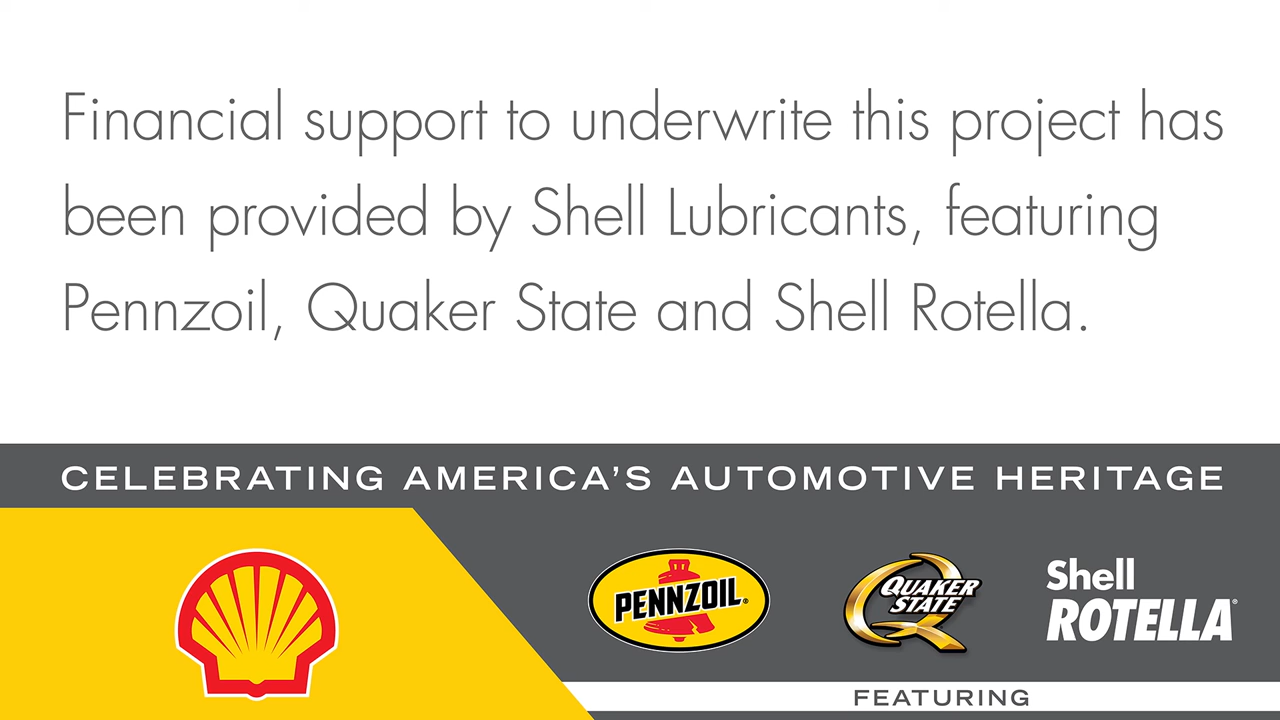 Financial support to underwrite this project has
been provided by Shell Lubricants, featuring
Pennzoil, Quaker State and Shell Rotella.
CELEBRATING AMERICA'S AUTOMOTIVE HERITAGE
PENNZOIL®
QUAKER
STATE
Shell
ROTELLA®
FEATURING